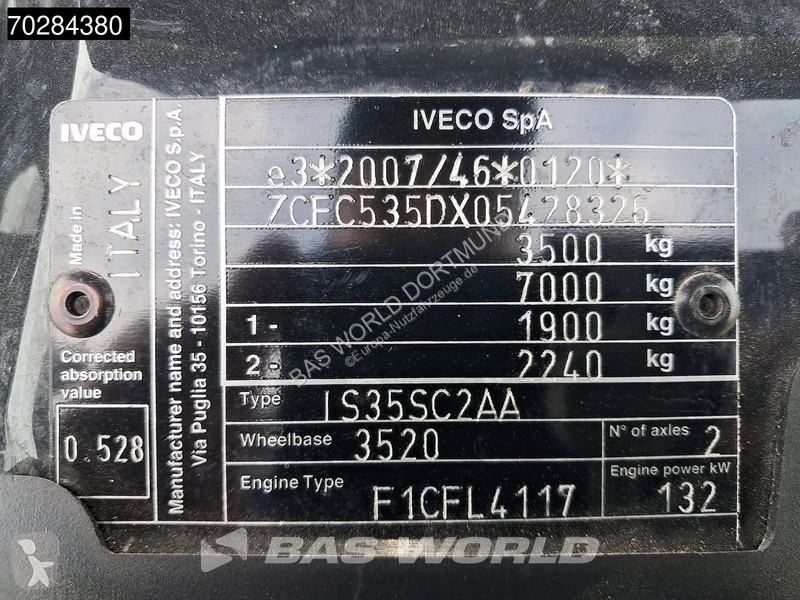 70284380
IVECO
Made in ITALY
Corrected
absorption
value
0.528
Manufacturer name and address: IVECO S.p.A.
Via Puglia 35 - 10156 Torino - ITALY
IVECO SpA
e3*2007/46*0120*
ZCFC535DX05428326
3500 kg
7000 kg
1 - 1900 kg
2 - 2240 kg
Type IS35SC2AA
Wheelbase 3520
N° of axles 2
Engine Type F1CFL4117
Engine power kW 132
BAS WORLD DORTMUND
©Europa-Nutzfahrzeuge.de
BAS WORLD